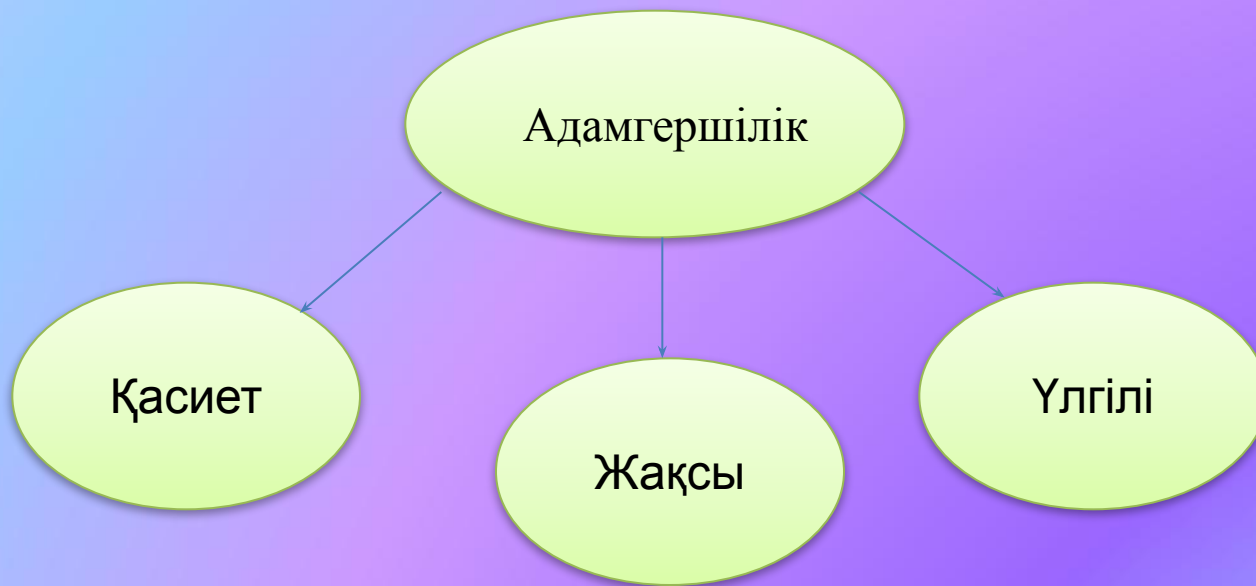 Адамгершілік
Қасиет
Жақсы
Үлгілі